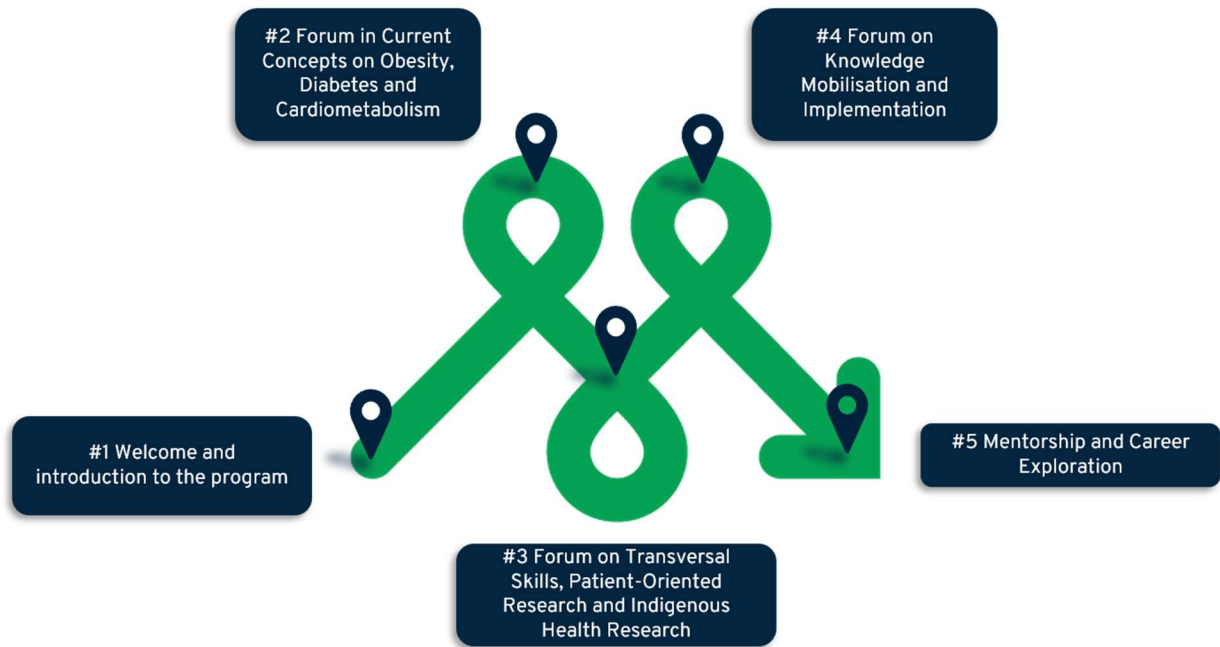 #1 Welcome and
introduction to the program
#2 Forum in Current
Concepts on Obesity,
Diabetes and
Cardiometabolism
#3 Forum on Transversal
Skills, Patient-Oriented
Research and Indigenous
Health Research
#4 Forum on
Knowledge
Mobilisation and
Implementation
#5 Mentorship and Career
Exploration